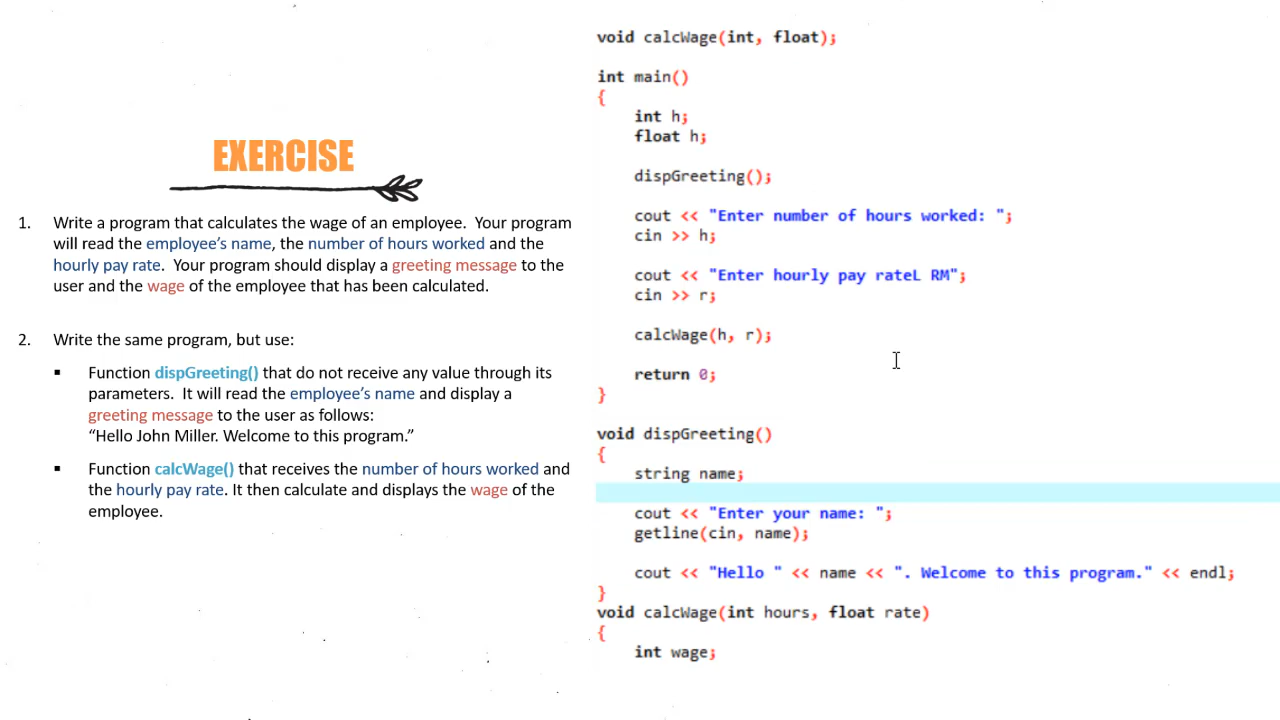 EXERCISE
1. Write a program that calculates the wage of an employee. Your program
will read the employee's name, the number of hours worked and the
hourly pay rate. Your program should display a greeting message to the
user and the wage of the employee that has been calculated.
2. Write the same program, but use:
▪ Function dispGreeting() that do not receive any value through its
parameters. It will read the employee's name and display a
greeting message to the user as follows:
“Hello John Miller. Welcome to this program.”
▪ Function calcWage() that receives the number of hours worked and
the hourly pay rate. It then calculate and displays the wage of the
employee.
void calcWage(int, float);
int main()
{
int h;
float h;
dispGreeting();
cout << "Enter number of hours worked: ";
cin >> h;
cout << "Enter hourly pay rateL RM";
cin >> r;
calcWage(h, r);
return 0;
}
void dispGreeting()
{
string name;
cout << "Enter your name: ";
getline(cin, name);
cout << "Hello " << name << ". Welcome to this program." << endl;
}
void calcWage(int hours, float rate)
{
int wage;